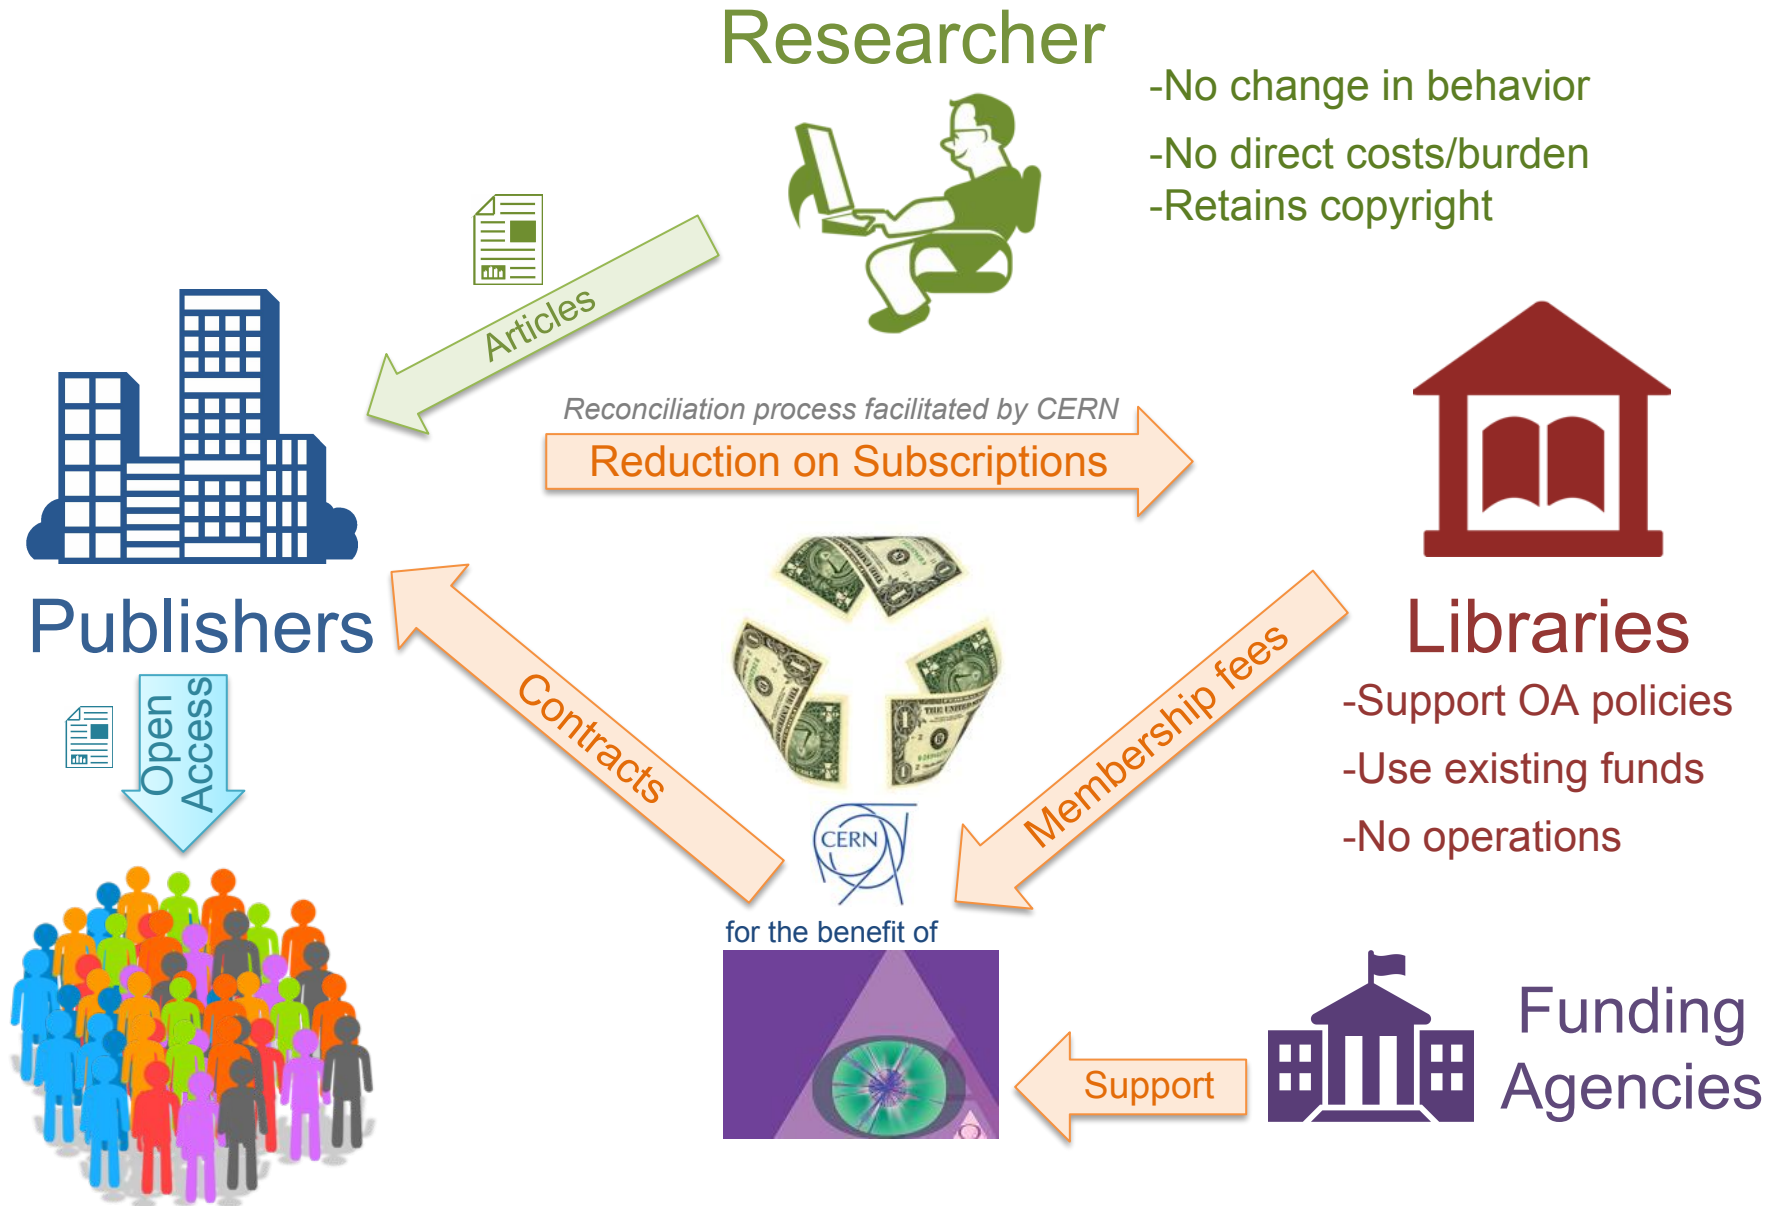 Researcher
-No change in behavior
-No direct costs/burden
-Retains copyright
Articles
Reconciliation process facilitated by CERN
Reduction on Subscriptions
Publishers
Libraries
Contracts
Membership fees
-Support OA policies
-Use existing funds
-No operations
Open
Access
CERN
for the benefit of
Support
Funding
Agencies